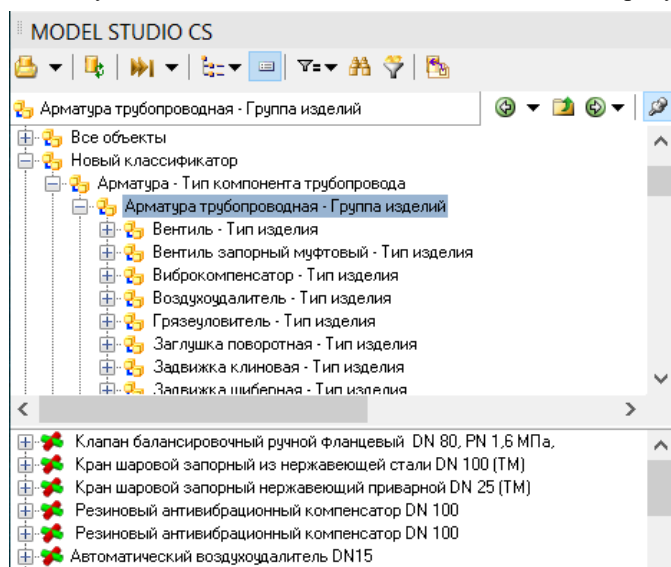 MODEL STUDIO CS
Арматура трубопроводная - Группа изделий
Все объекты
Новый классификатор
Арматура - Тип компонента трубопровода
Арматура трубопроводная - Группа изделий
Вентиль - Тип изделия
Вентиль запорный муфтовый - Тип изделия
Виброкомпенсатор - Тип изделия
Воздухоудалитель - Тип изделия
Грязеуловитель - Тип изделия
Заглушка поворотная - Тип изделия
Задвижка клиновая - Тип изделия
Задвижка шиберная - Тип изделия
Клапан балансировочный ручной фланцевый DN 80, PN 1,6 МПа,
Кран шаровой запорный из нержавеющей стали DN 100 (ТМ)
Кран шаровой запорный нержавеющий приварной DN 25 (ТМ)
Резиновый антивибрационный компенсатор DN 100
Резиновый антивибрационный компенсатор DN 100
Автоматический воздухоудалитель DN15